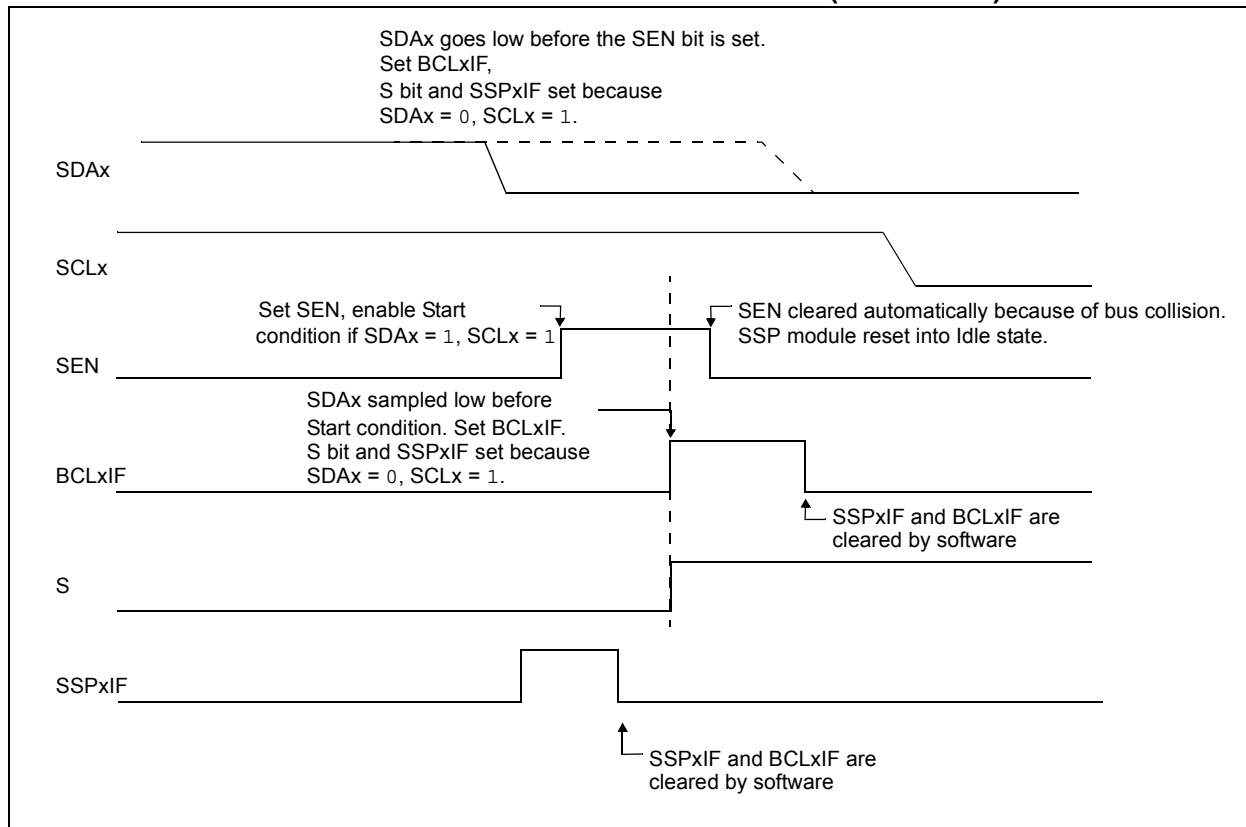 SDAx goes low before the SEN bit is set.
Set BCLxIF,
S bit and SSPxIF set because
SDAx = 0, SCLx = 1.
SDAx
SCLx
Set SEN, enable Start
condition if SDAx = 1, SCLx = 1
SEN cleared automatically because of bus collision.
SSP module reset into Idle state.
SEN
SDAx sampled low before
Start condition. Set BCLxIF.
S bit and SSPxIF set because
SDAx = 0, SCLx = 1.
BCLxIF
SSPxIF and BCLxIF are
cleared by software
S
SSPxIF
SSPxIF and BCLxIF are
cleared by software